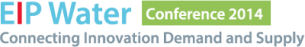 EIP Water Conference 2014
Connecting Innovation Demand and Supply